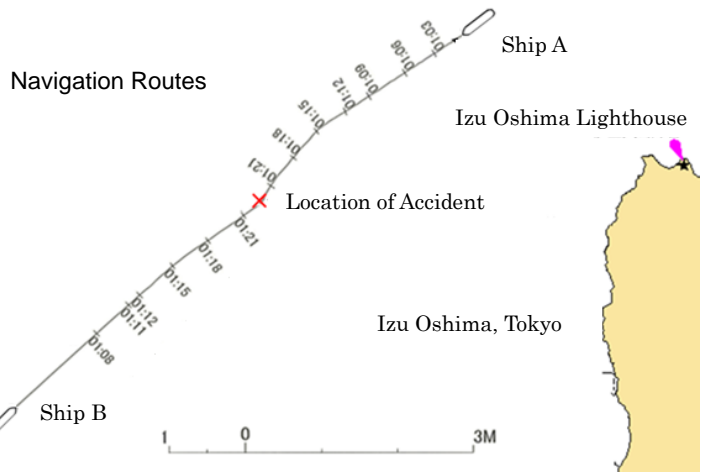 01:03
Ship A
01:06
Navigation Routes
01:09
01:12
Izu Oshima Lighthouse
01:15
01:18
01:21
Location of Accident
01:21
01:18
01:15
Izu Oshima, Tokyo
01:12
01:11
01:08
Ship B
1 0 3M